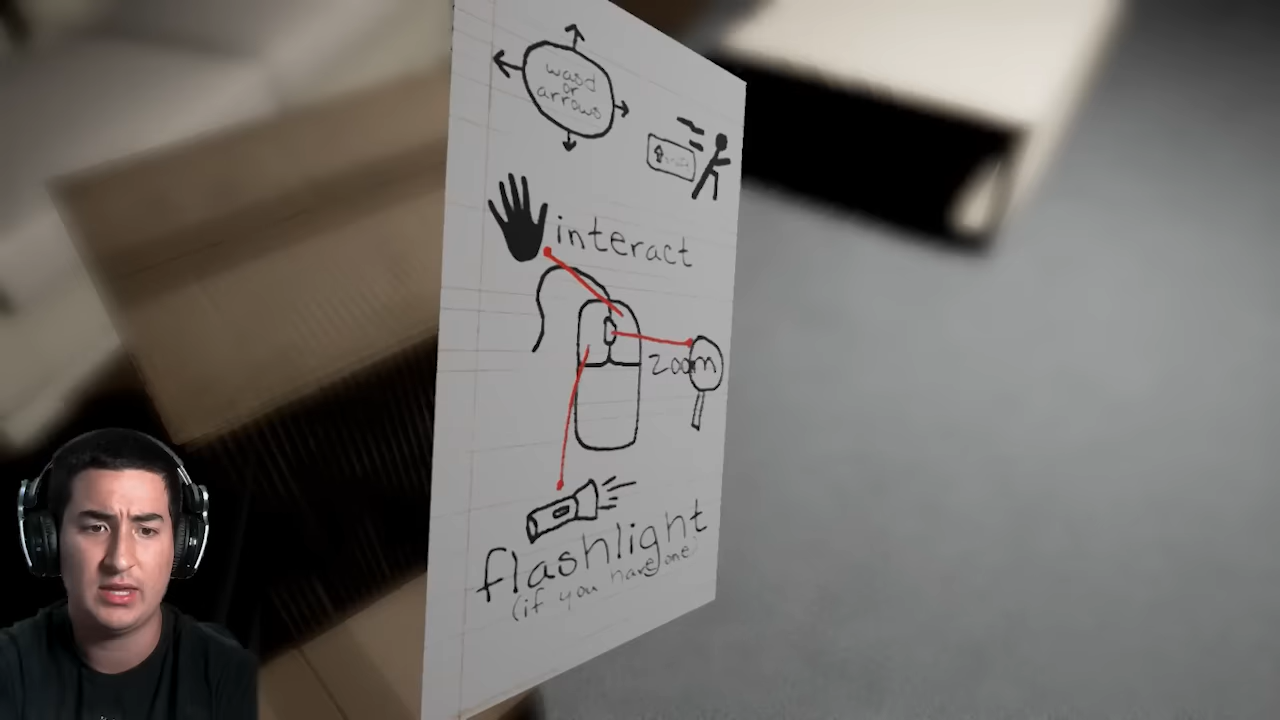 wasd
or
arrows
interact
zoom
flashlight
(if you have one)